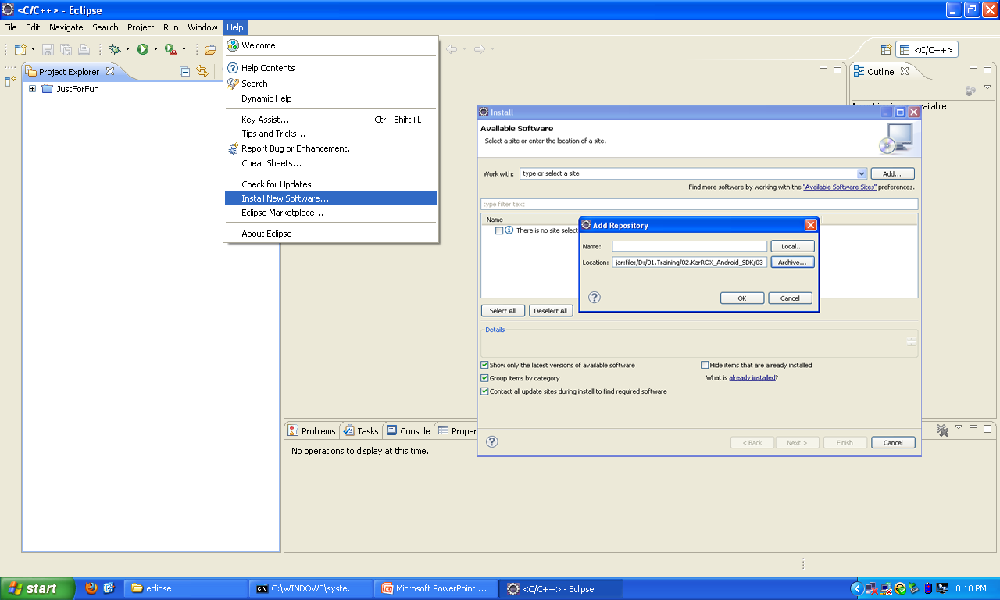 <C/C++> - Eclipse
File Edit Navigate Search Project Run Window Help
<C/C++>
Project Explorer
JustForFun
Welcome
Help Contents
Search
Dynamic Help
Key Assist... Ctrl+Shift+L
Tips and Tricks...
Report Bug or Enhancement...
Cheat Sheets...
Check for Updates
Install New Software...
Eclipse Marketplace...
About Eclipse
Outline
An outline is not available.
Install
Available Software
Select a site or enter the location of a site.
Work with: type or select a site Add...
Find more software by working with the "Available Software Sites" preferences.
type filter text
Name
There is no site select
Add Repository
Name: Local...
Location: jar:file:/D:/01.Training/02.KarROX_Android_SDK/03 Archive...
OK Cancel
Select All Deselect All
Details
Show only the latest versions of available software Hide items that are already installed
Group items by category What is already installed?
Contact all update sites during install to find required software
< Back Next > Finish Cancel
Problems Tasks Console Proper
No operations to display at this time.
start eclipse C:\WINDOWS\syste... Microsoft PowerPoint ... <C/C++> - Eclipse 8:10 PM